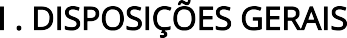 I . DISPOSIÇÕES GERAIS